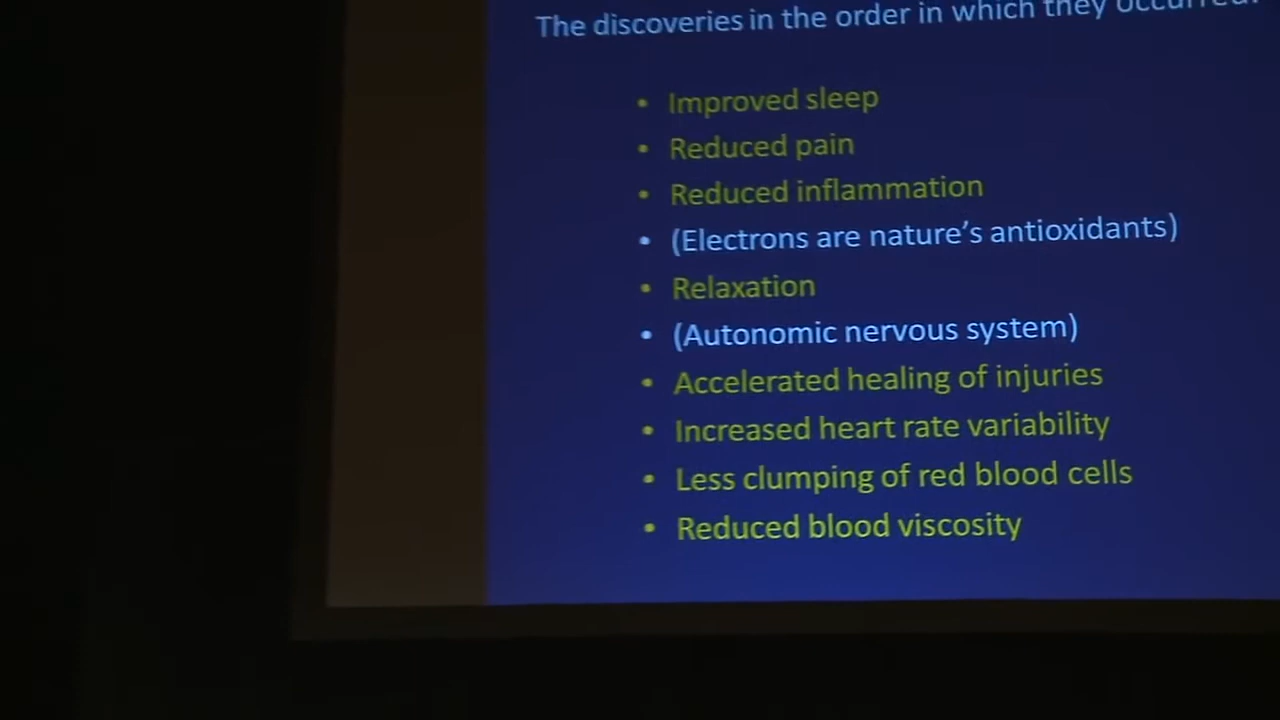 The discoveries in the order in which they occurred:
• Improved sleep
• Reduced pain
• Reduced inflammation
• (Electrons are nature’s antioxidants)
• Relaxation
• (Autonomic nervous system)
• Accelerated healing of injuries
• Increased heart rate variability
• Less clumping of red blood cells
• Reduced blood viscosity